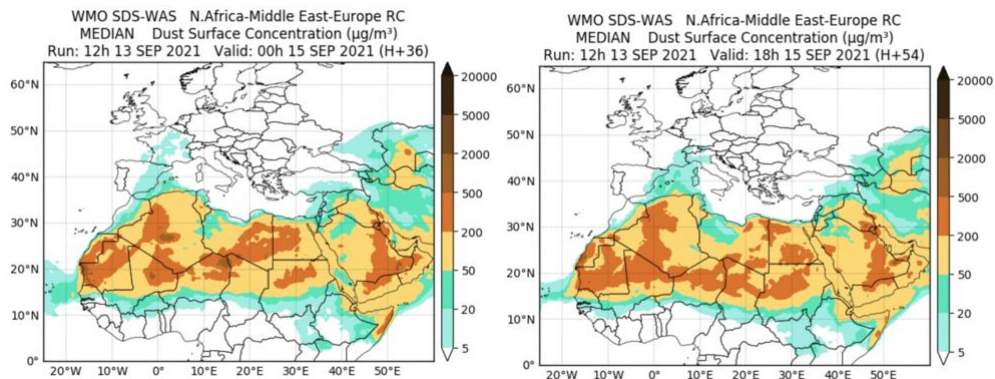 WMO SDS-WAS N.Africa-Middle East-Europe RC
MEDIAN Dust Surface Concentration (µg/m³)
Run: 12h 13 SEP 2021 Valid: 00h 15 SEP 2021 (H+36)
60°N
50°N
40°N
30°N
20°N
10°N
0°
20°W
10°W
0°
10°E
20°E
30°E
40°E
50°E
20000
5000
2000
500
200
50
20
5
WMO SDS-WAS N.Africa-Middle East-Europe RC
MEDIAN Dust Surface Concentration (µg/m³)
Run: 12h 13 SEP 2021 Valid: 18h 15 SEP 2021 (H+54)
60°N
50°N
40°N
30°N
20°N
10°N
0°
20°W
10°W
0°
10°E
20°E
30°E
40°E
50°E
20000
5000
2000
500
200
50
20
5